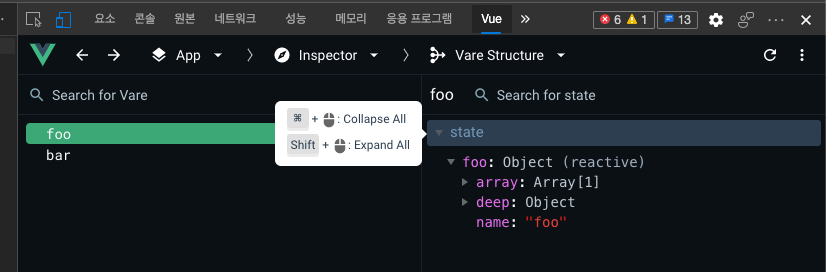 요소 콘솔 원본 네트워크 성능 메모리 응용 프로그램 Vue » 6 1 13
App Inspector Vare Structure
Search for Vare
foo Search for state
foo
bar
⌘ + : Collapse All
Shift + : Expand All
state
foo: Object (reactive)
array: Array[1]
deep: Object
name: "foo"